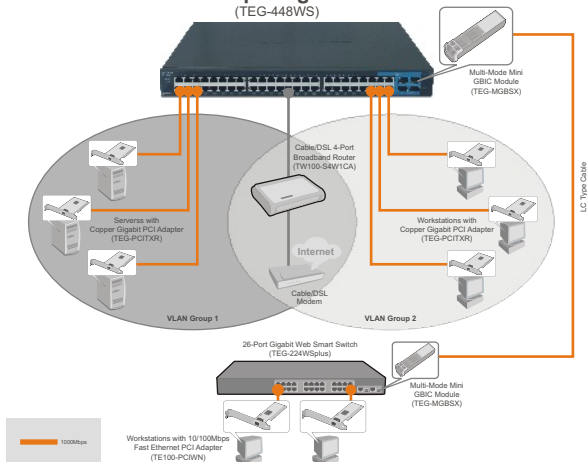 (TEG-448WS)
Multi-Mode Mini
GBIC Module
(TEG-MGBSX)
LC Type Cable
Cable/DSL 4-Port
Broadband Router
(TW100-S4W1CA)
Serverss with
Copper Gigabit PCI Adapter
(TEG-PCITXR)
Workstations with
Copper Gigabit PCI Adapter
(TEG-PCITXR)
Internet
Cable/DSL
Modem
VLAN Group 1
VLAN Group 2
26-Port Gigabit Web Smart Switch
(TEG-224WSplus)
Multi-Mode Mini
GBIC Module
(TEG-MGBSX)
Workstations with 10/100Mbps
Fast Ethernet PCI Adapter
(TE100-PCIWN)
1000Mbps